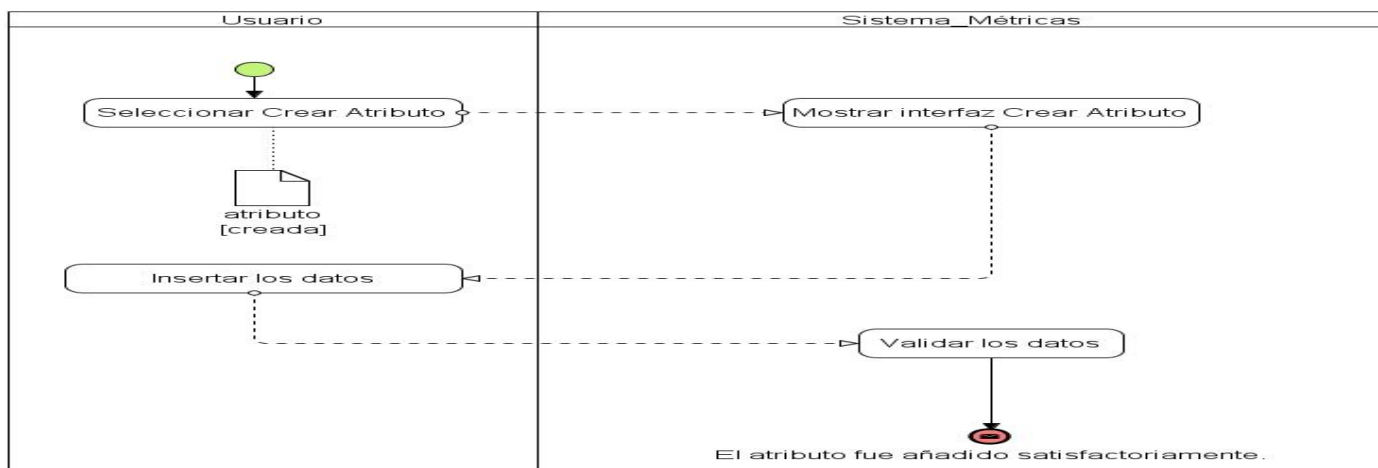 Usuario
Sistema_Métricas
Seleccionar Crear Atributo
Mostrar interfaz Crear Atributo
atributo
[creada]
Insertar los datos
Validar los datos
El atributo fue añadido satisfactoriamente.